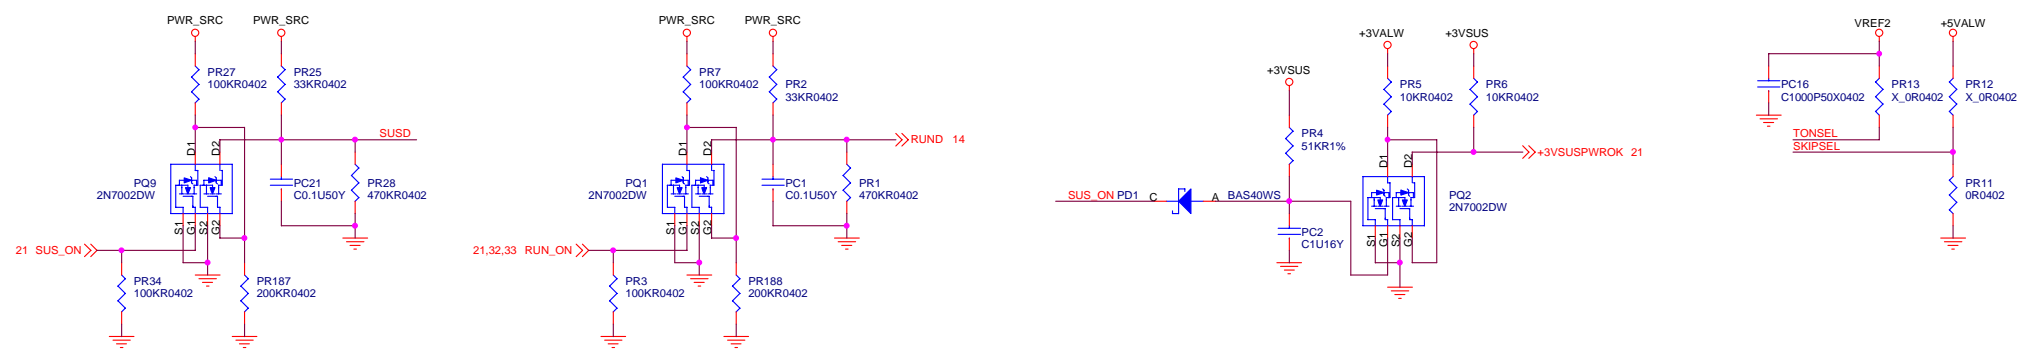 PWR_SRC
PWR_SRC
PR27
100KR0402
PR25
33KR0402
SUSD
D1
D2
PQ9
2N7002DW
S1
G1
S2
G2
PC21
C0.1U50Y
PR28
470KR0402
21 SUS_ON
PR34
100KR0402
PR187
200KR0402
PWR_SRC
PWR_SRC
PR7
100KR0402
PR2
33KR0402
RUND 14
D1
D2
PQ1
2N7002DW
S1
G1
S2
G2
PC1
C0.1U50Y
PR1
470KR0402
21,32,33 RUN_ON
PR3
100KR0402
PR188
200KR0402
+3VALW
+3VSUS
+3VSUS
PR5
10KR0402
PR6
10KR0402
PR4
51KR1%
+3VSUSPWROK 21
D1
D2
SUS_ON PD1 C A BAS40WS
PQ2
2N7002DW
S1
G1
S2
G2
PC2
C1U16Y
VREF2
+5VALW
PC16
C1000P50X0402
PR13
X_0R0402
PR12
X_0R0402
TONSEL
SKIPSEL
PR11
0R0402